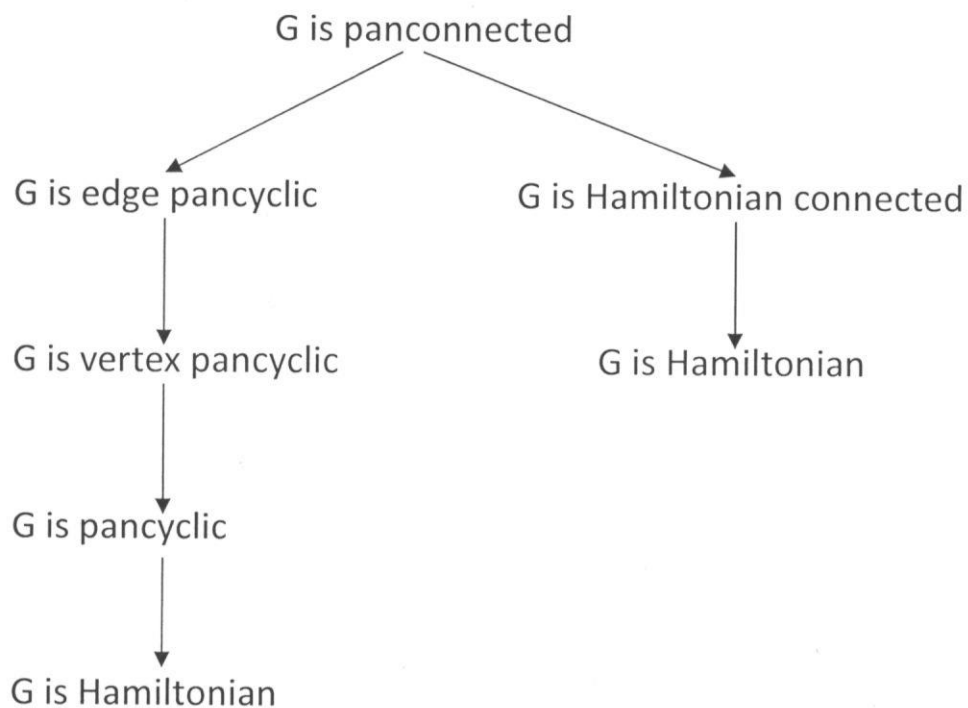 G is panconnected
G is edge pancyclic
G is Hamiltonian connected
G is vertex pancyclic
G is Hamiltonian
G is pancyclic
G is Hamiltonian